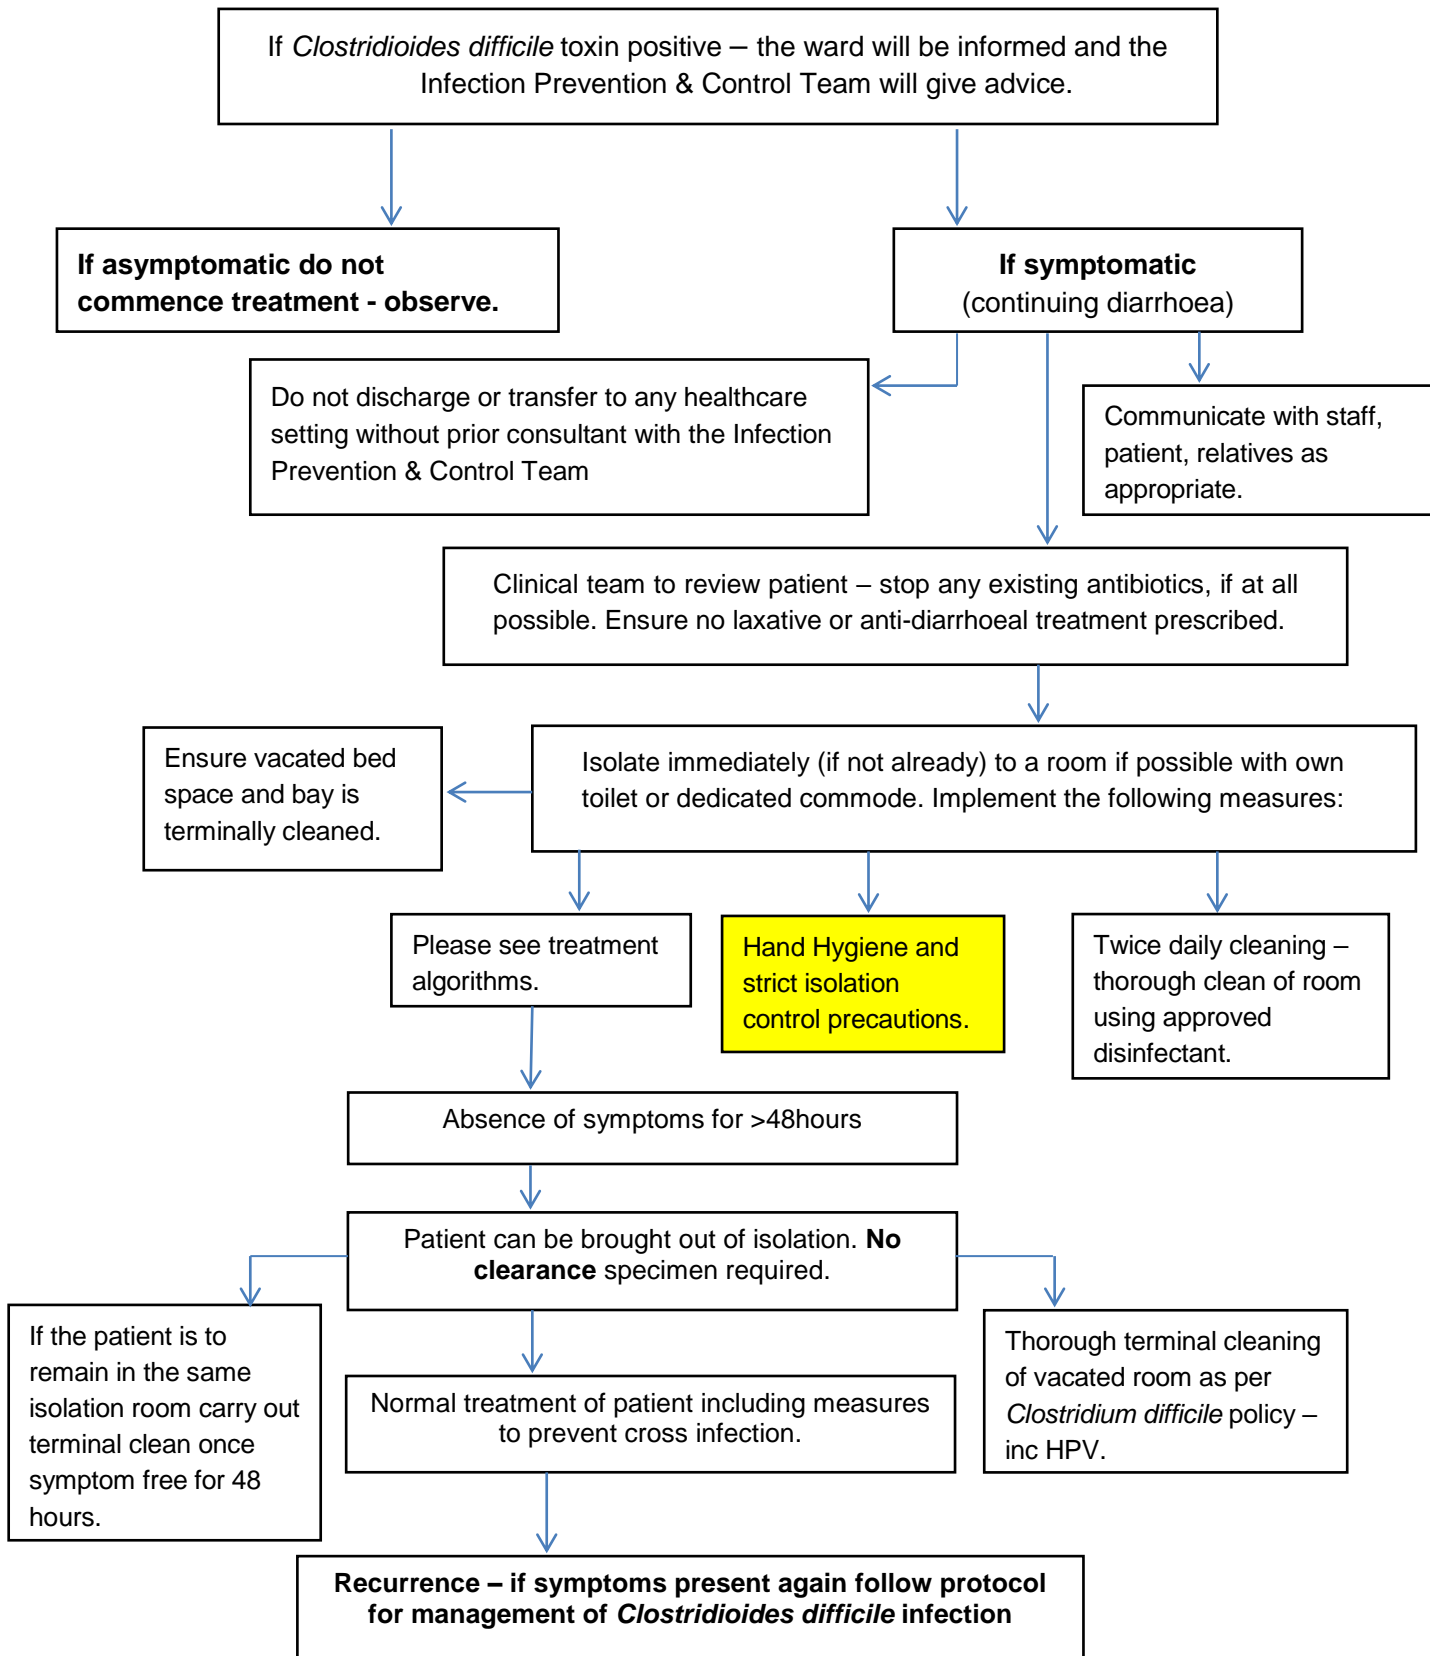 If Clostridioides difficile toxin positive – the ward will be informed and the
Infection Prevention & Control Team will give advice.
If asymptomatic do not
commence treatment - observe.
If symptomatic
(continuing diarrhoea)
Do not discharge or transfer to any healthcare
setting without prior consultant with the Infection
Prevention & Control Team
Communicate with staff,
patient, relatives as
appropriate.
Clinical team to review patient – stop any existing antibiotics, if at all
possible. Ensure no laxative or anti-diarrhoeal treatment prescribed.
Ensure vacated bed
space and bay is
terminally cleaned.
Isolate immediately (if not already) to a room if possible with own
toilet or dedicated commode. Implement the following measures:
Please see treatment
algorithms.
Hand Hygiene and
strict isolation
control precautions.
Twice daily cleaning –
thorough clean of room
using approved
disinfectant.
Absence of symptoms for >48hours
Patient can be brought out of isolation. No
clearance specimen required.
If the patient is to
remain in the same
isolation room carry out
terminal clean once
symptom free for 48
hours.
Normal treatment of patient including measures
to prevent cross infection.
Thorough terminal cleaning
of vacated room as per
Clostridium difficile policy –
inc HPV.
Recurrence – if symptoms present again follow protocol
for management of Clostridioides difficile infection